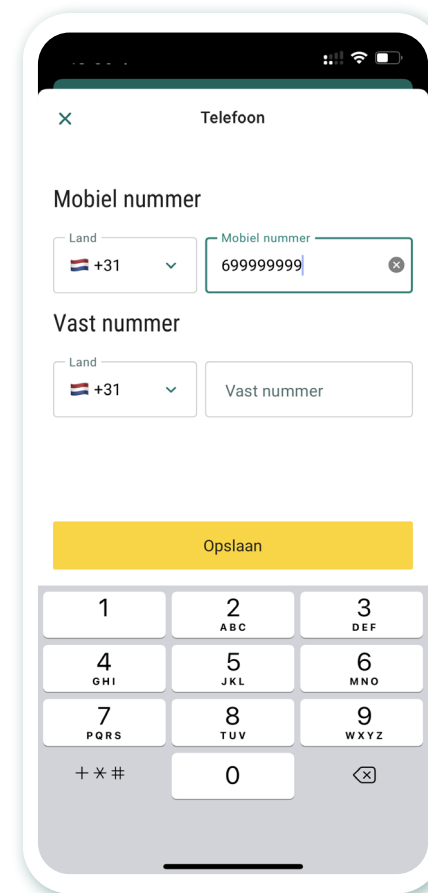 Telefoon
Mobiel nummer
Land
+31
Mobiel nummer
699999999
Vast nummer
Land
+31
Vast nummer
Opslaan
1
2
ABC
3
DEF
4
GHI
5
JKL
6
MNO
7
PQRS
8
TUV
9
WXYZ
+*#
0